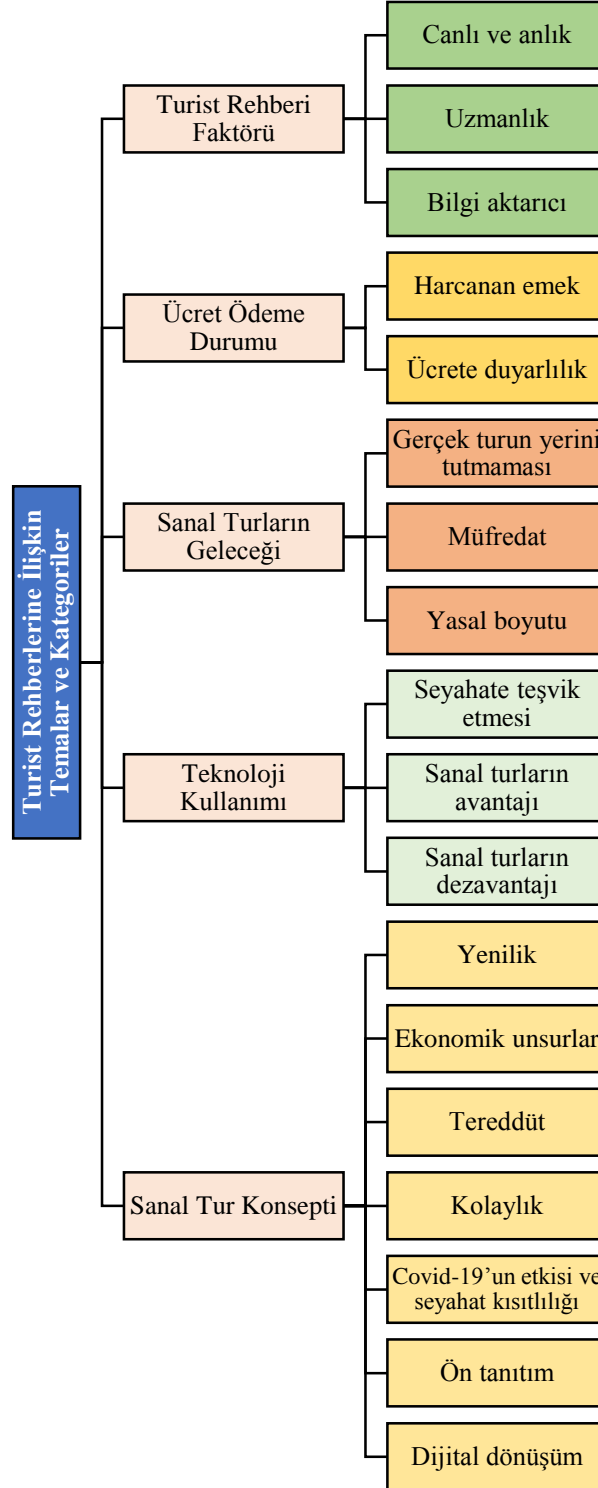 Turist Rehberlerine İlişkin
Temalar ve Kategoriler
Turist Rehberi
Faktörü
Canlı ve anlık
Uzmanlık
Bilgi aktarıcı
Ücret Ödeme
Durumu
Harcanan emek
Ücrete duyarlılık
Sanal Turların
Geleceği
Gerçek turun yerini
tutmaması
Müfredat
Yasal boyutu
Teknoloji
Kullanımı
Seyahate teşvik
etmesi
Sanal turların
avantajı
Sanal turların
dezavantajı
Sanal Tur Konsepti
Yenilik
Ekonomik unsurlar
Tereddüt
Kolaylık
Covid-19’un etkisi ve
seyahat kısıtlılığı
Ön tanıtım
Dijital dönüşüm